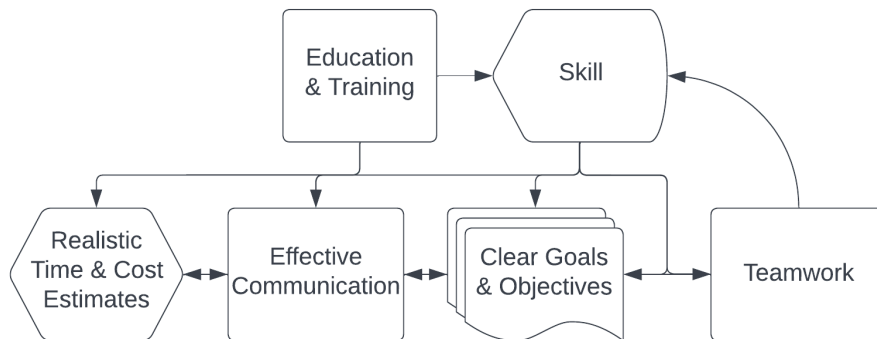 Education
& Training
Skill
Realistic
Time & Cost
Estimates
Effective
Communication
Clear Goals
& Objectives
Teamwork